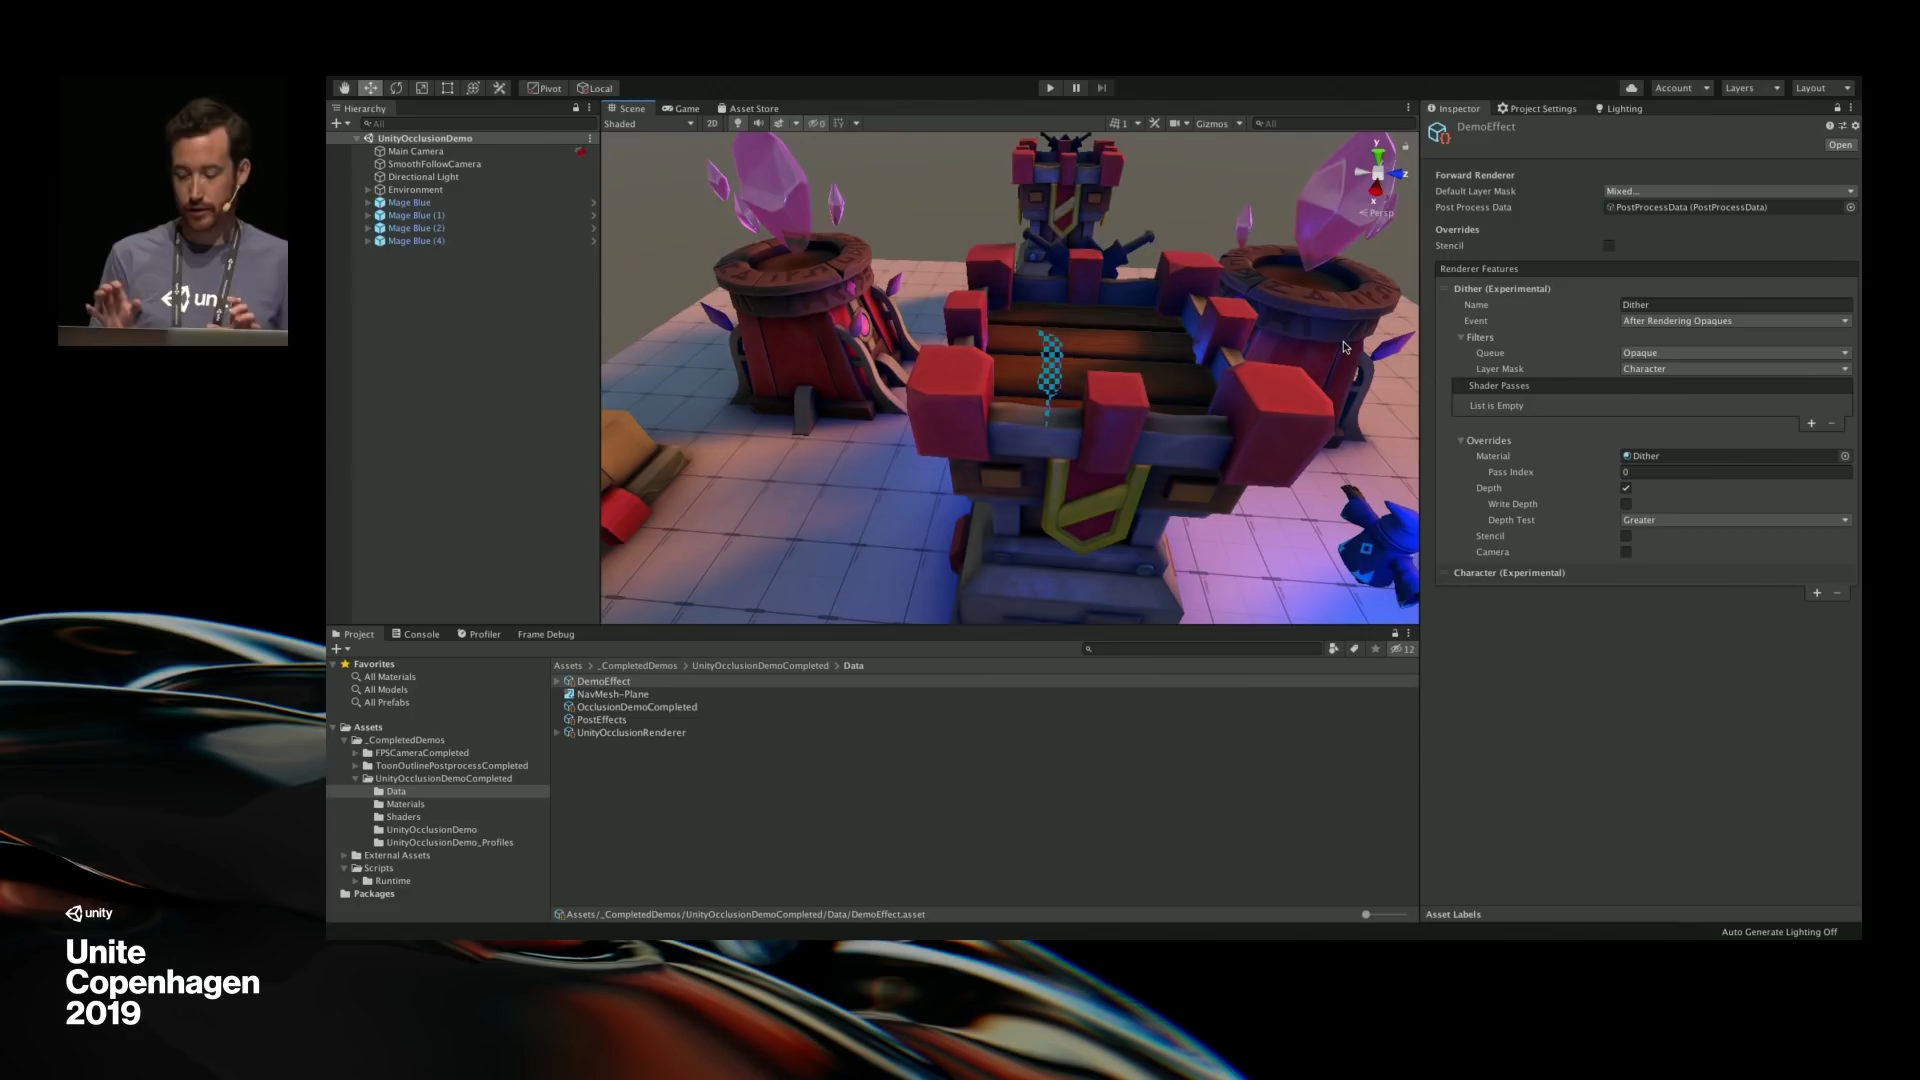 Pivot
Local
Account
Layers
Layout
Hierarchy
All
UnityOcclusionDemo
Main Camera
SmoothFollowCamera
Directional Light
Environment
Mage Blue
Mage Blue (1)
Mage Blue (2)
Mage Blue (4)
Scene
Game
Asset Store
Shaded
2D
0
1
Gizmos
All
y
z
x
Persp
Inspector
Project Settings
Lighting
DemoEffect
Open
Forward Renderer
Default Layer Mask Mixed...
Post Process Data PostProcessData (PostProcessData)
Overrides
Stencil
Renderer Features
Dither (Experimental)
Name Dither
Event After Rendering Opaques
Filters
Queue Opaque
Layer Mask Character
Shader Passes
List is Empty
Overrides
Material Dither
Pass Index 0
Depth
Write Depth
Depth Test Greater
Stencil
Camera
Character (Experimental)
un
Project
Console
Profiler
Frame Debug
12
Favorites
All Materials
All Models
All Prefabs
Assets
_CompletedDemos
FPSCameraCompleted
ToonOutlinePostprocessCompleted
UnityOcclusionDemoCompleted
Data
Materials
Shaders
UnityOcclusionDemo
UnityOcclusionDemo_Profiles
External Assets
Scripts
Runtime
Packages
Assets > _CompletedDemos > UnityOcclusionDemoCompleted > Data
DemoEffect
NavMesh-Plane
OcclusionDemoCompleted
PostEffects
UnityOcclusionRenderer
Assets/_CompletedDemos/UnityOcclusionDemoCompleted/Data/DemoEffect.asset
Asset Labels
Auto Generate Lighting Off
unity
Unite
Copenhagen
2019